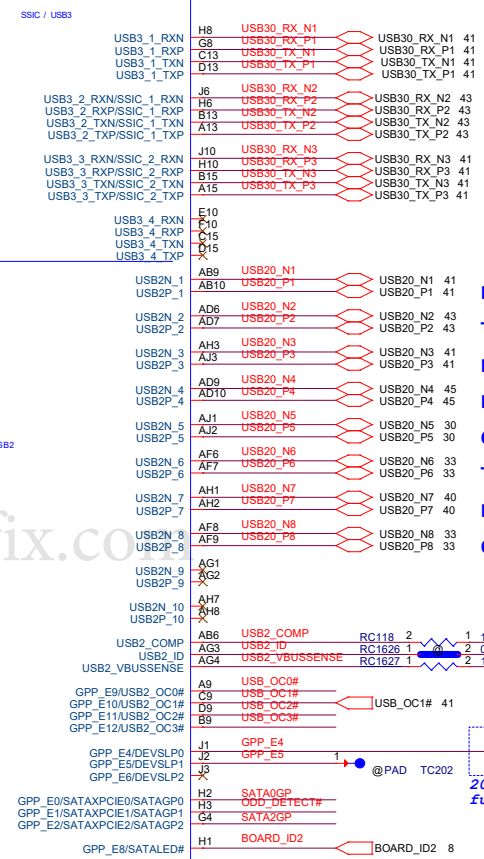 SSIC / USB3
USB3_1_RXN H8 USB30_RX_N1 USB30_RX_N1 41
USB3_1_RXP G8 USB30_RX_P1 USB30_RX_P1 41
USB3_1_TXN C13 USB30_TX_N1 USB30_TX_N1 41
USB3_1_TXP D13 USB30_TX_P1 USB30_TX_P1 41
USB3_2_RXN/SSIC_1_RXN J6 USB30_RX_N2 USB30_RX_N2 43
USB3_2_RXP/SSIC_1_RXP H6 USB30_RX_P2 USB30_RX_P2 43
USB3_2_TXN/SSIC_1_TXN B13 USB30_TX_N2 USB30_TX_N2 43
USB3_2_TXP/SSIC_1_TXP A13 USB30_TX_P2 USB30_TX_P2 43
USB3_3_RXN/SSIC_2_RXN J10 USB30_RX_N3 USB30_RX_N3 41
USB3_3_RXP/SSIC_2_RXP H10 USB30_RX_P3 USB30_RX_P3 41
USB3_3_TXN/SSIC_2_TXN B15 USB30_TX_N3 USB30_TX_N3 41
USB3_3_TXP/SSIC_2_TXP A15 USB30_TX_P3 USB30_TX_P3 41
USB3_4_RXN E10
USB3_4_RXP F10
USB3_4_TXN C15
USB3_4_TXP D15
USB2N_1 AB9 USB20_N1 USB20_N1 41
USB2P_1 AB10 USB20_P1 USB20_P1 41
USB2N_2 AD6 USB20_N2 USB20_N2 43
USB2P_2 AD7 USB20_P2 USB20_P2 43
USB2N_3 AH3 USB20_N3 USB20_N3 41
USB2P_3 AJ3 USB20_P3 USB20_P3 41
USB2N_4 AD9 USB20_N4 USB20_N4 45
USB2P_4 AD10 USB20_P4 USB20_P4 45
USB2N_5 AJ1 USB20_N5 USB20_N5 30
USB2P_5 AJ2 USB20_P5 USB20_P5 30
SB2
USB2N_6 AF6 USB20_N6 USB20_N6 33
USB2P_6 AF7 USB20_P6 USB20_P6 33
USB2N_7 AH1 USB20_N7 USB20_N7 40
USB2P_7 AH2 USB20_P7 USB20_P7 40
USB2N_8 AF8 USB20_N8 USB20_N8 33
USB2P_8 AF9 USB20_P8 USB20_P8 33
ix.com
USB2N_9 AG1
USB2P_9 AG2
USB2N_10 AH7
USB2P_10 AH8
USB2_COMP AB6 USB2_COMP RC118 2 1
USB2_ID AG3 USB2_ID RC1626 1 @ 2
USB2_VBUSSENSE AG4 USB2_VBUSSENSE RC1627 1 2
GPP_E9/USB2_OC0# A9 USB_OC0#
GPP_E10/USB2_OC1# C9 USB_OC1# USB_OC1# 41
GPP_E11/USB2_OC2# D9 USB_OC2#
GPP_E12/USB2_OC3# B9 USB_OC3#
GPP_E4/DEVSLP0 J1 GPP_E4
GPP_E5/DEVSLP1 J2 GPP_E5 1
GPP_E6/DEVSLP2 J3 @PAD TC202
GPP_E0/SATAXPCIE0/SATAGP0 H2 SATA0GP
GPP_E1/SATAXPCIE1/SATAGP1 H3 ODD_DETECT#
GPP_E2/SATAXPCIE2/SATAGP2 G4 SATA2GP
GPP_E8/SATALED# H1 BOARD_ID2 BOARD_ID2 8
20
fu